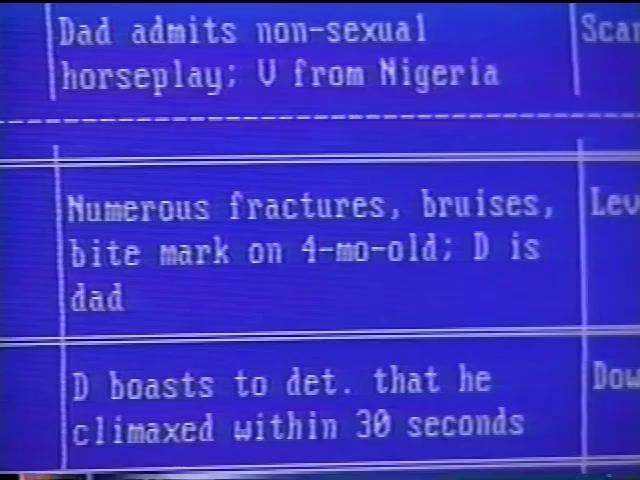 Dad admits non-sexual
horseplay; V from Nigeria
Numerous fractures, bruises,
bite mark on 4-mo-old; D is
dad
D boasts to det. that he
climaxed within 30 seconds